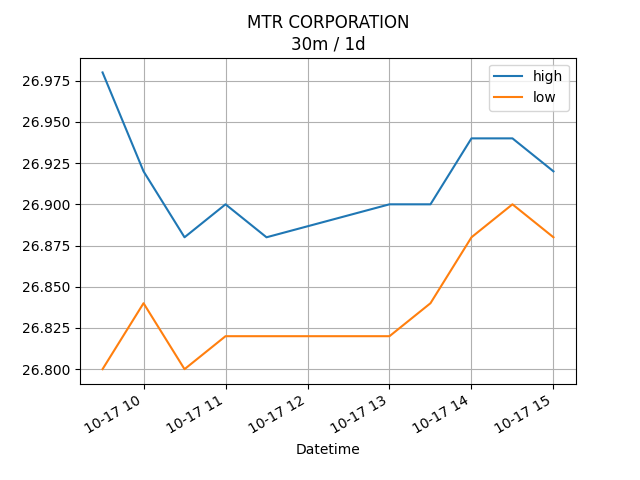 MTR CORPORATION
30m / 1d
high
low
26.975
26.950
26.925
26.900
26.875
26.850
26.825
26.800
10-17 10
10-17 11
10-17 12
10-17 13
10-17 14
10-17 15
Datetime